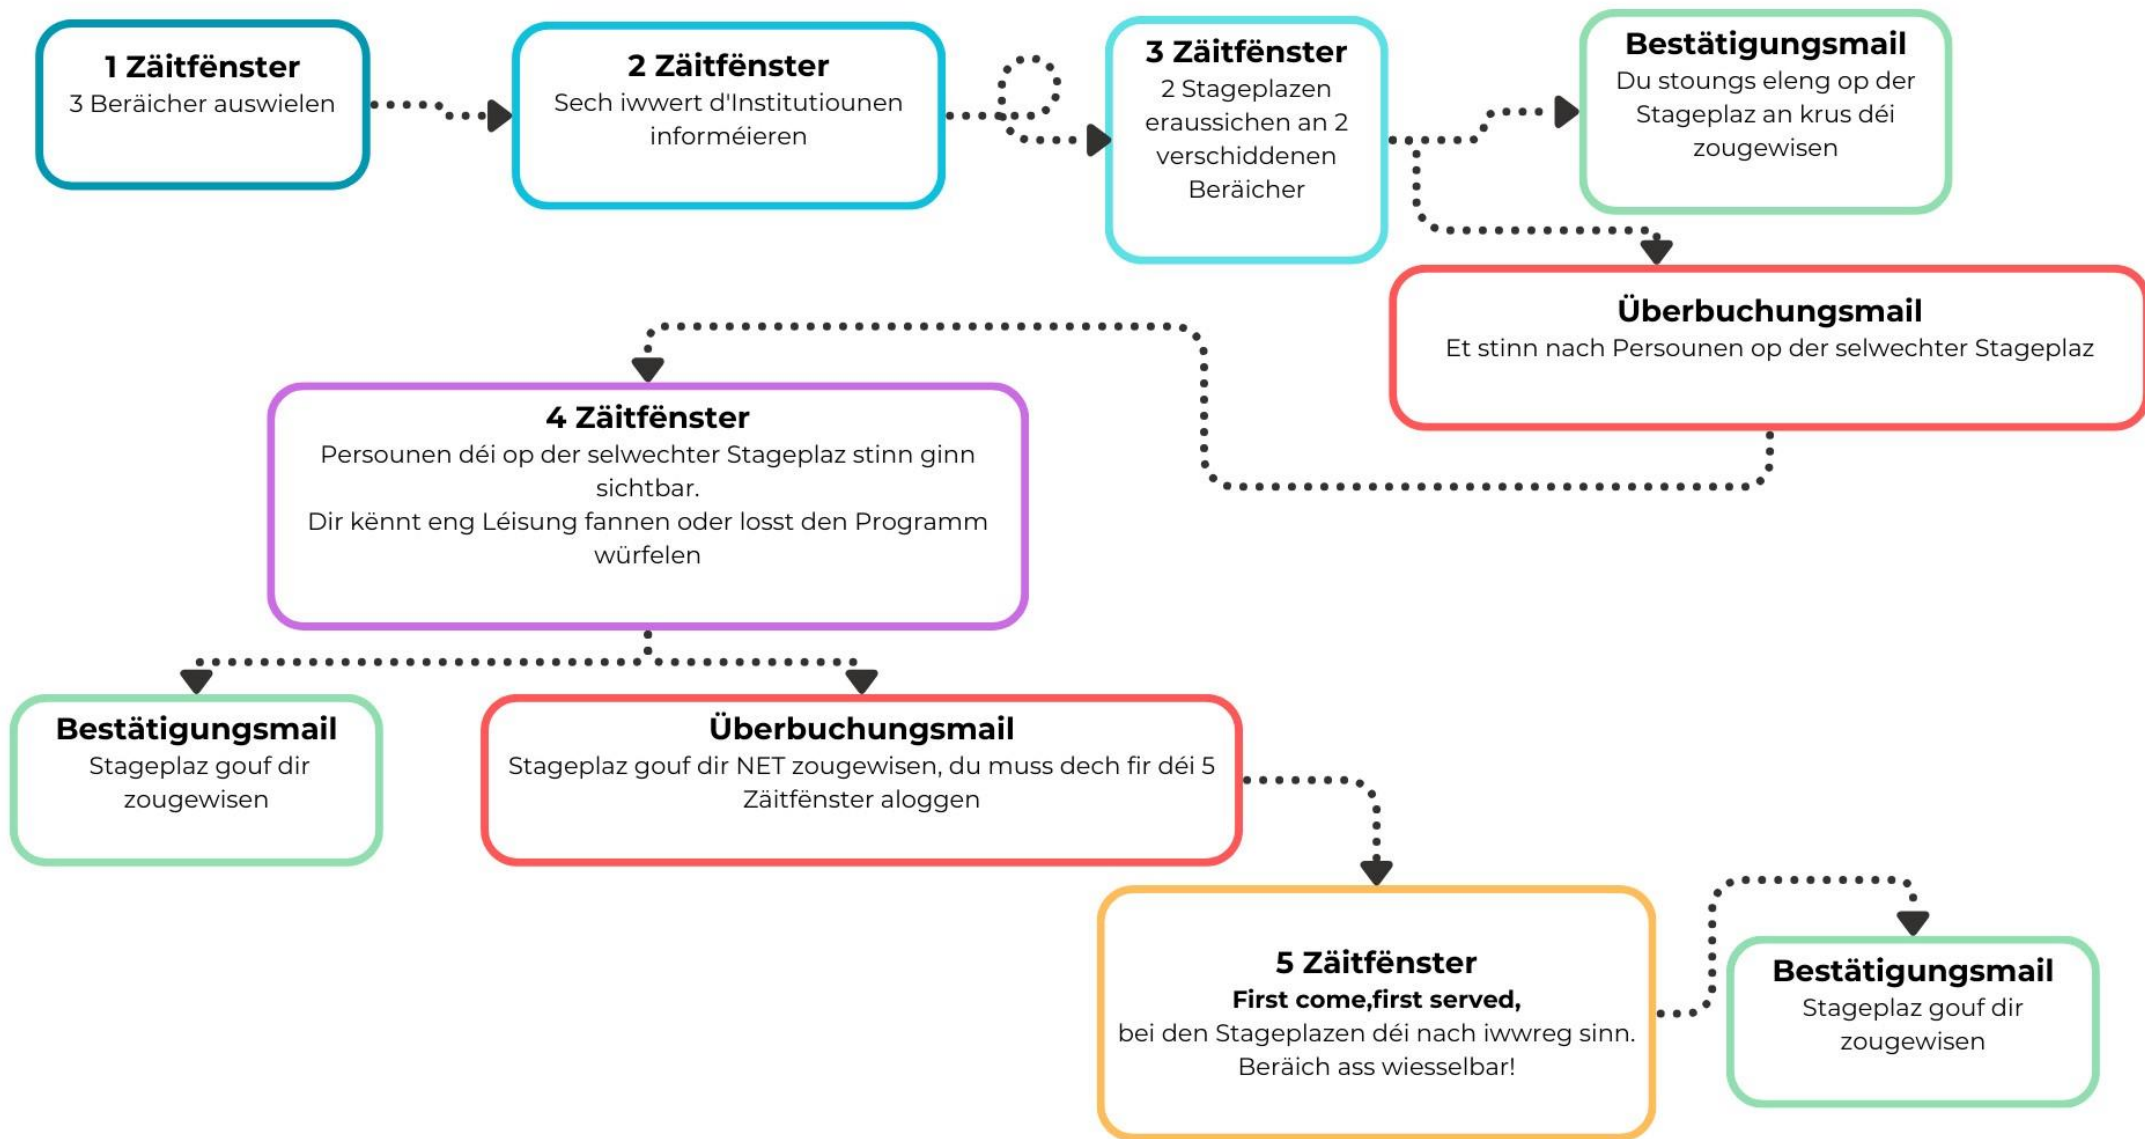 1 Zäitfënster
3 Beräicher auswielen
2 Zäitfënster
Sech iwwert d'Institutiounen
informéieren
3 Zäitfënster
2 Stageplazen
eraussichen an 2
verschiddenen
Beräicher
Bestätigungsmail
Du stoungs eleng op der
Stageplaz an krus déi
zougewisen
Überbuchungsmail
Et stinn nach Persounen op der selwechter Stageplaz
4 Zäitfënster
Persounen déi op der selwechter Stageplaz stinn ginn
sichtbar.
Dir kënnt eng Léisung fannen oder losst den Programm
würfelen
Bestätigungsmail
Stageplaz gouf dir
zougewisen
Überbuchungsmail
Stageplaz gouf dir NET zougewisen, du muss dech fir déi 5
Zäitfënster aloggen
5 Zäitfënster
First come,first served,
bei den Stageplazen déi nach iwwreg sinn.
Beräich ass wiesselbar!
Bestätigungsmail
Stageplaz gouf dir
zougewisen